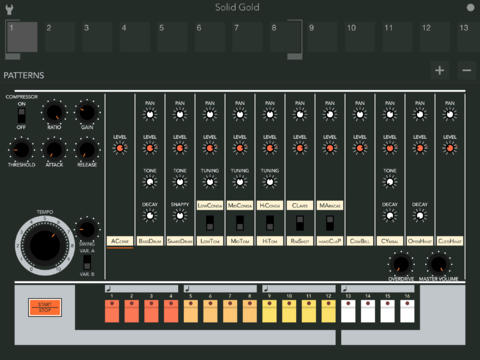 Solid Gold
1 2 3 4 5 6 7 8 9 10 11 12 13
+ −
PATTERNS
COMPRESSOR
ON
OFF
RATIO GAIN
THRESHOLD ATTACK RELEASE
PAN PAN PAN PAN PAN PAN PAN PAN PAN PAN
LEVEL LEVEL LEVEL LEVEL LEVEL LEVEL LEVEL LEVEL LEVEL LEVEL LEVEL
TONE TONE TUNING TUNING TUNING TONE
DECAY SNAPPY LowConga MidConga HiConga Claves MAracas DECAY DECAY
TEMPO
SWING
VAR. A
VAR. B
ACcent BassDrum SnareDrum LowTom MidTom HiTom RimShot handClaP CowBell CYmbal OpenHihat ClosedHihat
OVERDRIVE MASTER VOLUME
START
STOP
1 2 3 4 5 6 7 8 9 10 11 12 13 14 15 16